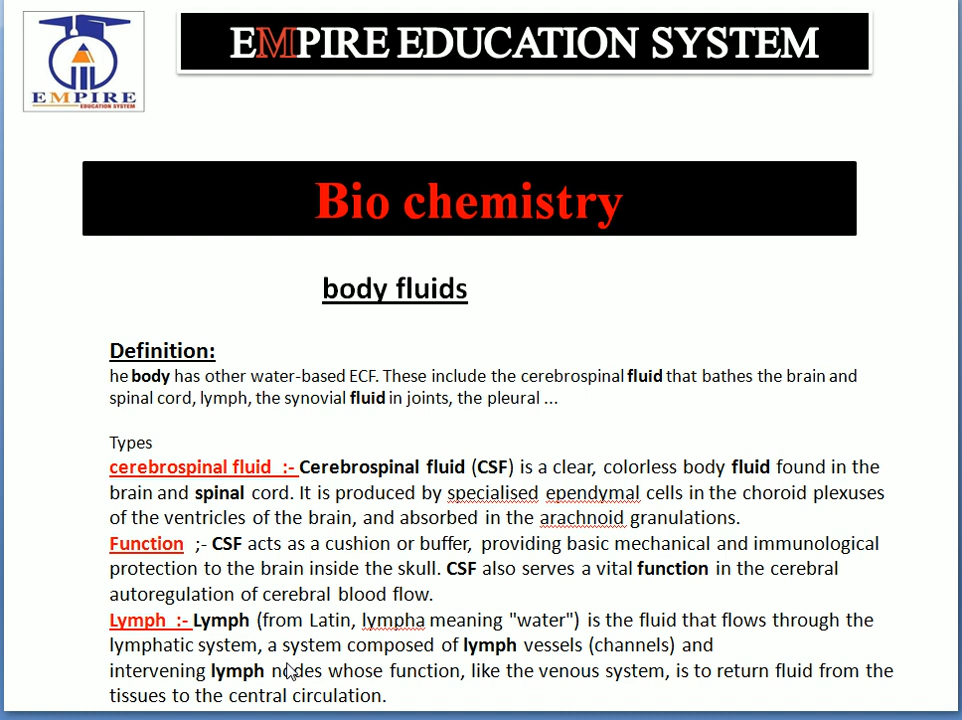 EMPIRE EDUCATION SYSTEM
EMPIRE
EDUCATION SYSTEM
Bio chemistry
body fluids
Definition:
he body has other water-based ECF. These include the cerebrospinal fluid that bathes the brain and
spinal cord, lymph, the synovial fluid in joints, the pleural ...
Types
cerebrospinal fluid :- Cerebrospinal fluid (CSF) is a clear, colorless body fluid found in the
brain and spinal cord. It is produced by specialised ependymal cells in the choroid plexuses
of the ventricles of the brain, and absorbed in the arachnoid granulations.
Function ;- CSF acts as a cushion or buffer, providing basic mechanical and immunological
protection to the brain inside the skull. CSF also serves a vital function in the cerebral
autoregulation of cerebral blood flow.
Lymph :- Lymph (from Latin, lympha meaning "water") is the fluid that flows through the
lymphatic system, a system composed of lymph vessels (channels) and
intervening lymph nodes whose function, like the venous system, is to return fluid from the
tissues to the central circulation.